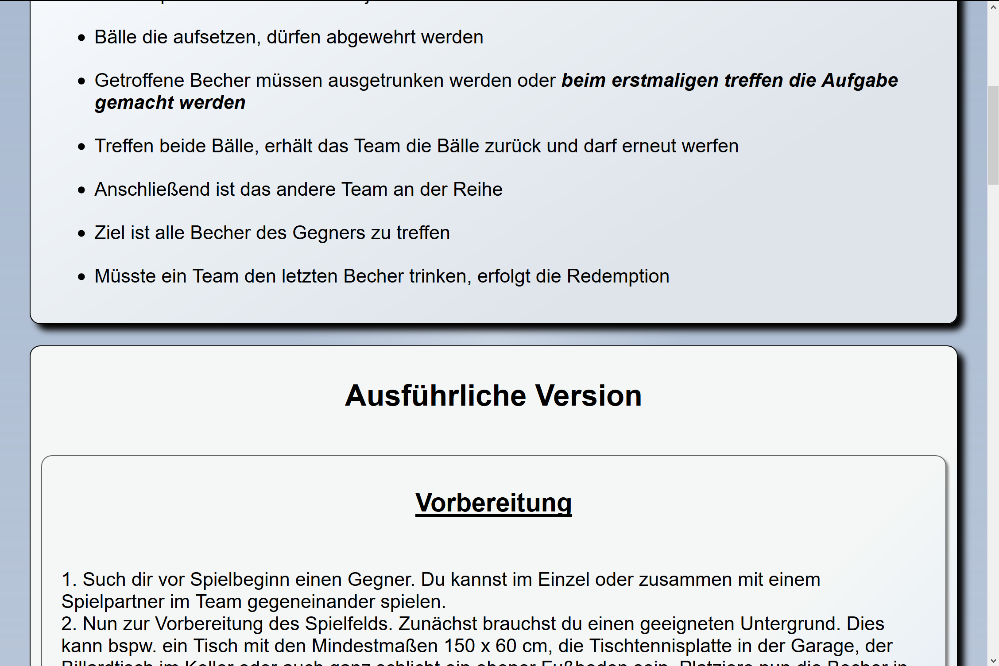 Bälle die aufsetzen, dürfen abgewehrt werden
Getroffene Becher müssen ausgetrunken werden oder beim erstmaligen treffen die Aufgabe
gemacht werden
Treffen beide Bälle, erhält das Team die Bälle zurück und darf erneut werfen
Anschließend ist das andere Team an der Reihe
Ziel ist alle Becher des Gegners zu treffen
Müsste ein Team den letzten Becher trinken, erfolgt die Redemption
Ausführliche Version
Vorbereitung
1. Such dir vor Spielbeginn einen Gegner. Du kannst im Einzel oder zusammen mit einem
Spielpartner im Team gegeneinander spielen.
2. Nun zur Vorbereitung des Spielfelds. Zunächst brauchst du einen geeigneten Untergrund. Dies
kann bspw. ein Tisch mit den Mindestmaßen 150 x 60 cm, die Tischtennisplatte in der Garage, der
Billardtisch im Keller oder auch ganz schlicht ein ebener Fußboden sein. Platziere nun die Becher in